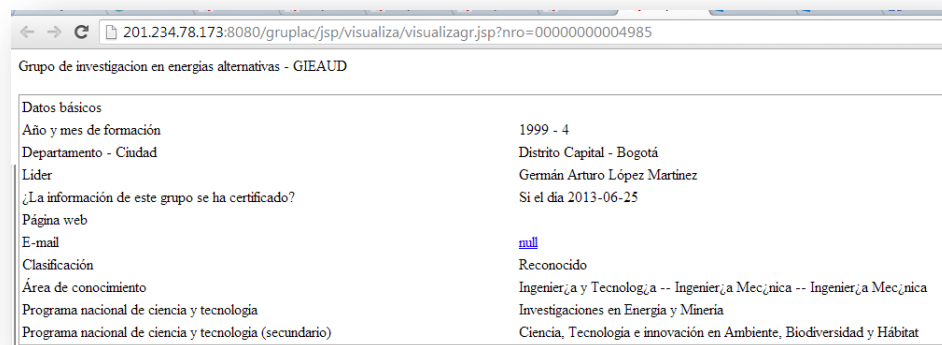 201.234.78.173:8080/gruplac/jsp/visualiza/visualizagr.jsp?nro=00000000004985
Grupo de investigacion en energias alternativas - GIEAUD
Datos básicos
Año y mes de formación 1999 - 4
Departamento - Ciudad Distrito Capital - Bogotá
Lider Germán Arturo López Martinez
¿La información de este grupo se ha certificado? Si el dia 2013-06-25
Página web
E-mail null
Clasificación Reconocido
Área de conocimiento Ingenier¿a y Tecnolog¿a -- Ingenier¿a Mec¿nica -- Ingenier¿a Mec¿nica
Programa nacional de ciencia y tecnología Investigaciones en Energia y Mineria
Programa nacional de ciencia y tecnologia (secundario) Ciencia, Tecnologia e innovación en Ambiente, Biodiversidad y Hábitat